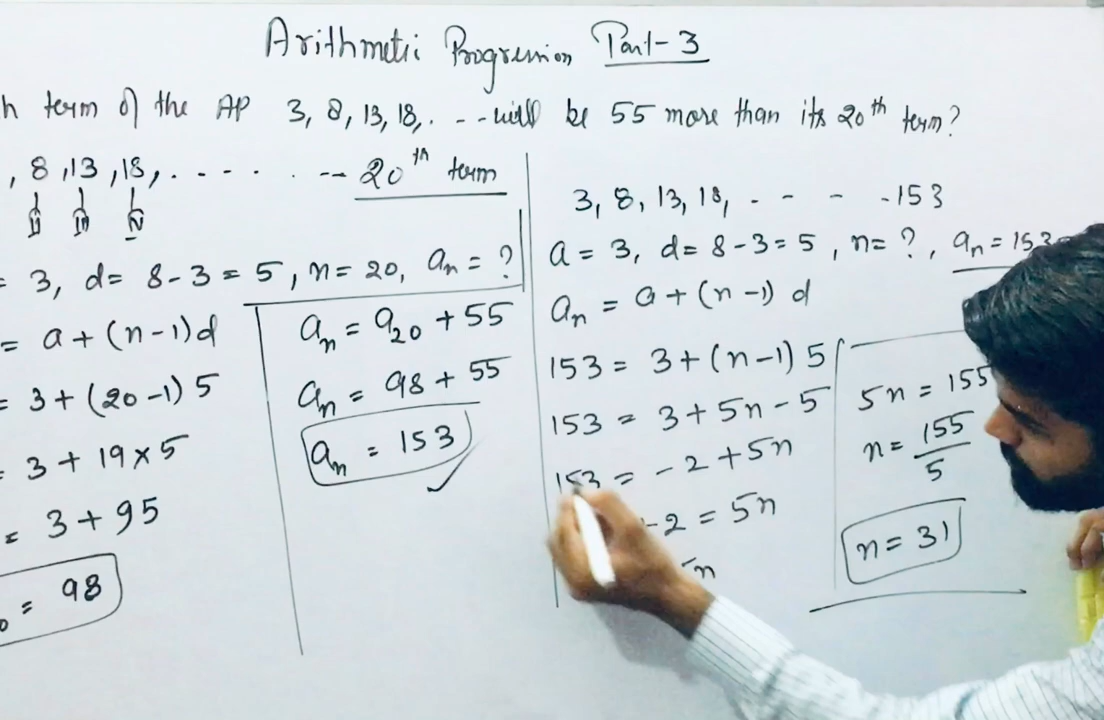 Arithmetic Progression Part-3
h term of the AP 3, 8, 13, 18, . - - will be 55 more than its 20th term?
, 8 ,13 ,18, . - - - . . -- 20th term
= 3, d= 8-3 = 5, n= 20, an = ?
= a+(n-1)d
= 3+(20-1) 5
= 3 + 19×5
= 3 + 95
= 98
an = a20 + 55
an = 98 + 55
an = 153
3, 8, 13, 18, - - - -153
a = 3, d= 8-3 = 5, n= ?, an = 153
an = a + (n-1) d
153 = 3+(n-1) 5
153 = 3+5n-5
153 = -2+5n
-2 = 5n
5n
5n = 155
n= 155/5
n = 31